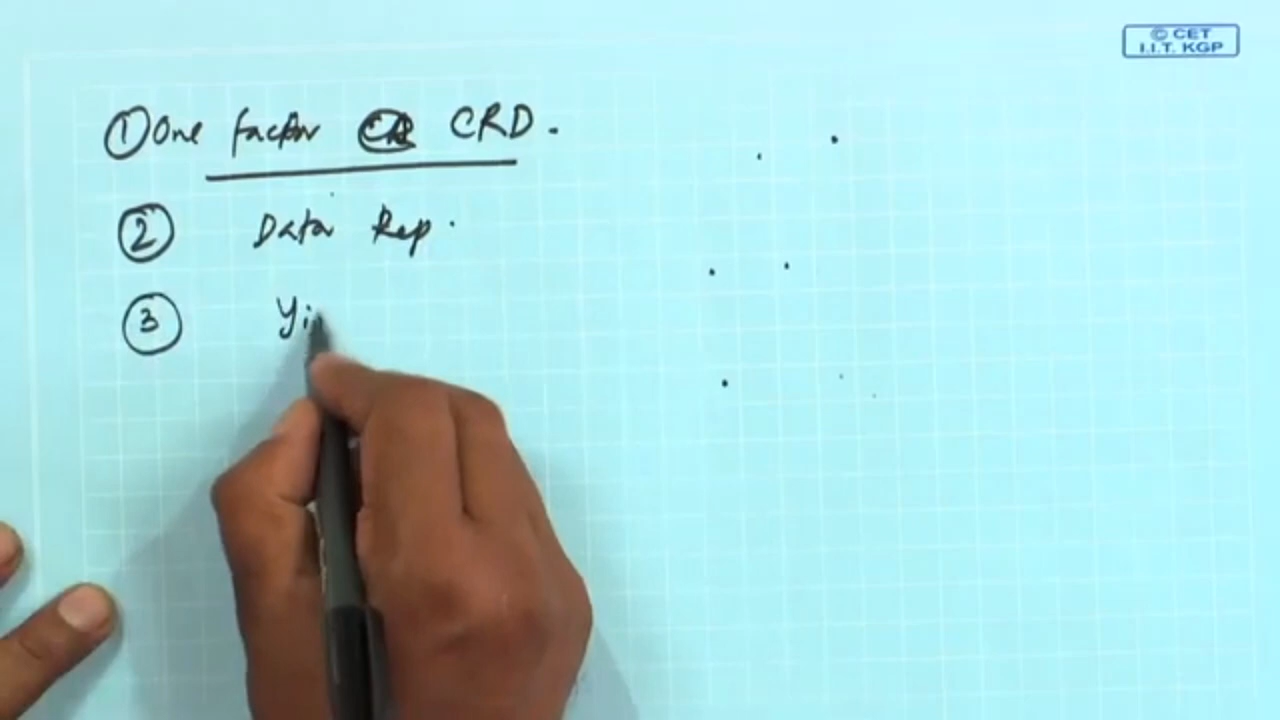 © CET
I.I.T. KGP
① One factor CRD.
② Data Rep.
③ Yi